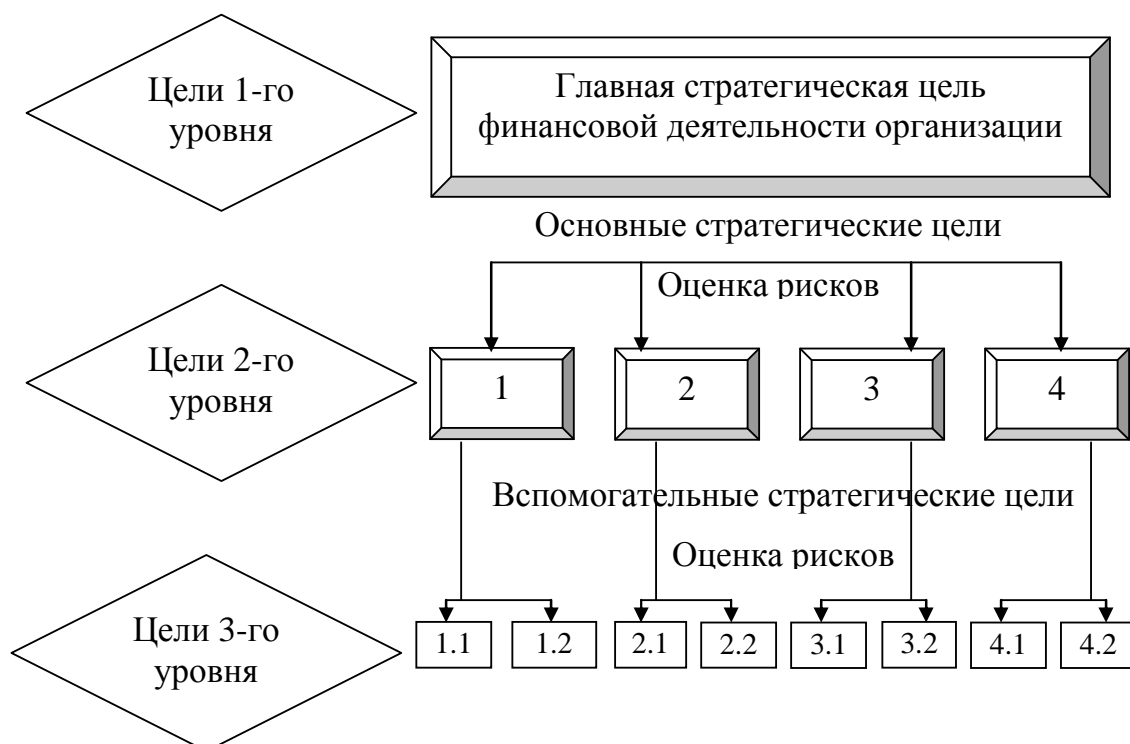 Цели 1-го
уровня
Главная стратегическая цель
финансовой деятельности организации
Основные стратегические цели
Оценка рисков
Цели 2-го
уровня
1
2
3
4
Вспомогательные стратегические цели
Оценка рисков
Цели 3-го
уровня
1.1
1.2
2.1
2.2
3.1
3.2
4.1
4.2